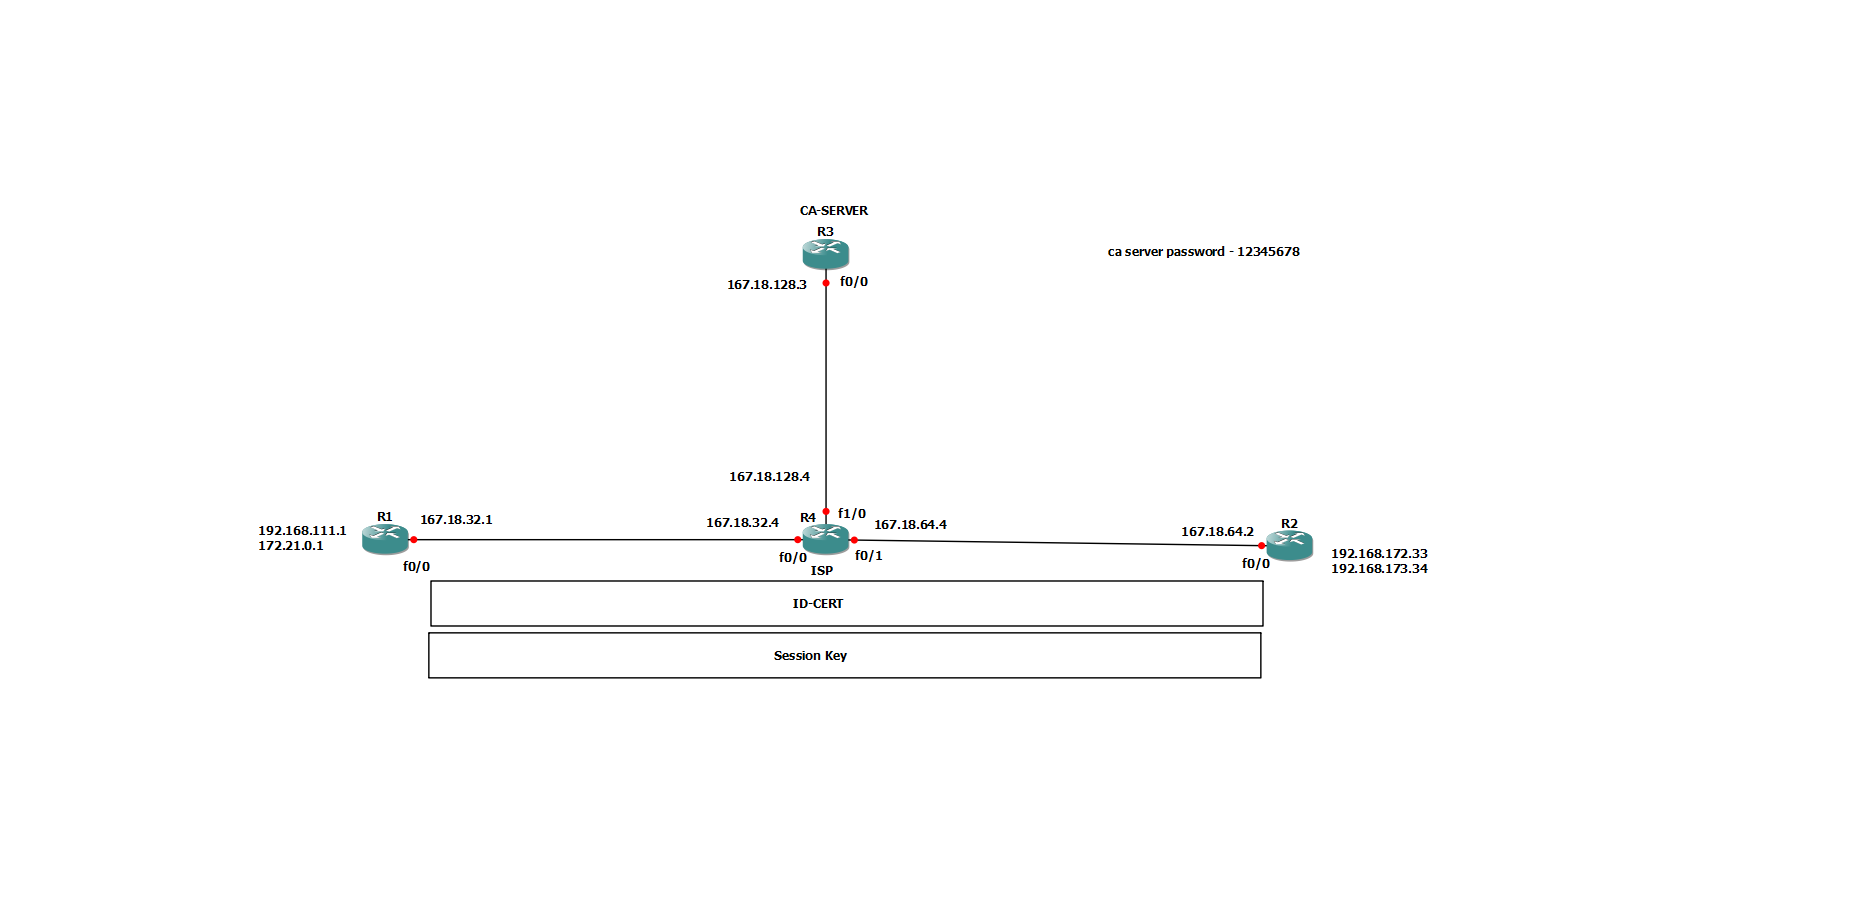 CA-SERVER
R3
ca server password - 12345678
167.18.128.3
f0/0
167.18.128.4
R1
167.18.32.1
192.168.111.1
172.21.0.1
f0/0
167.18.32.4
R4
f1/0
167.18.64.4
f0/0
f0/1
ISP
167.18.64.2
R2
f0/0
192.168.172.33
192.168.173.34
ID-CERT
Session Key